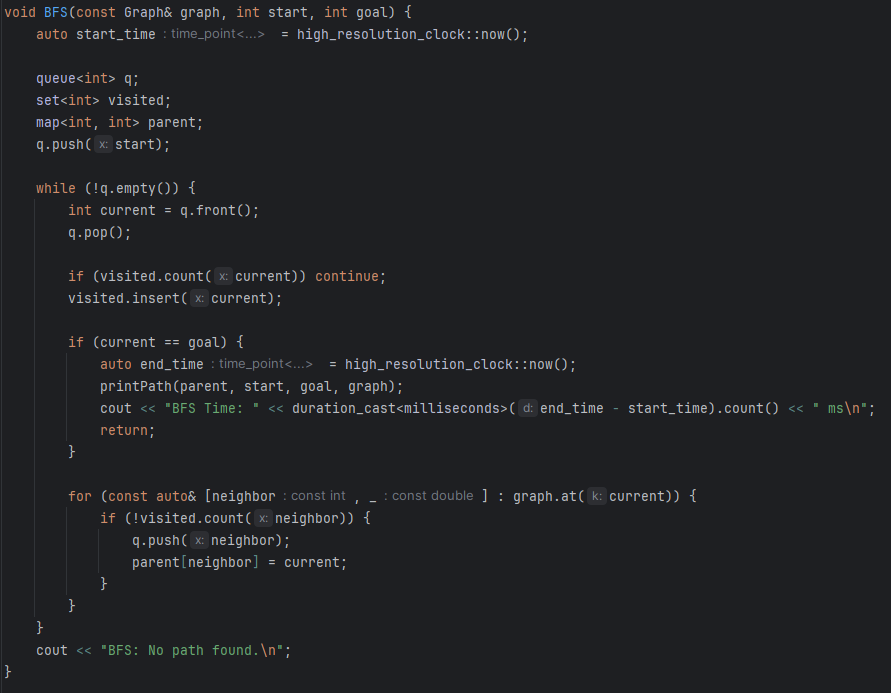 void BFS(const Graph& graph, int start, int goal) {
    auto start_time : time_point<...> = high_resolution_clock::now();

    queue<int> q;
    set<int> visited;
    map<int, int> parent;
    q.push( x: start);

    while (!q.empty()) {
        int current = q.front();
        q.pop();

        if (visited.count( x: current)) continue;
        visited.insert( x: current);

        if (current == goal) {
            auto end_time : time_point<...> = high_resolution_clock::now();
            printPath(parent, start, goal, graph);
            cout << "BFS Time: " << duration_cast<milliseconds>( d: end_time - start_time).count() << " ms\n";
            return;
        }

        for (const auto& [neighbor : const int , _ : const double ] : graph.at( k: current)) {
            if (!visited.count( x: neighbor)) {
                q.push( x: neighbor);
                parent[neighbor] = current;
            }
        }
    }
    cout << "BFS: No path found.\n";
}